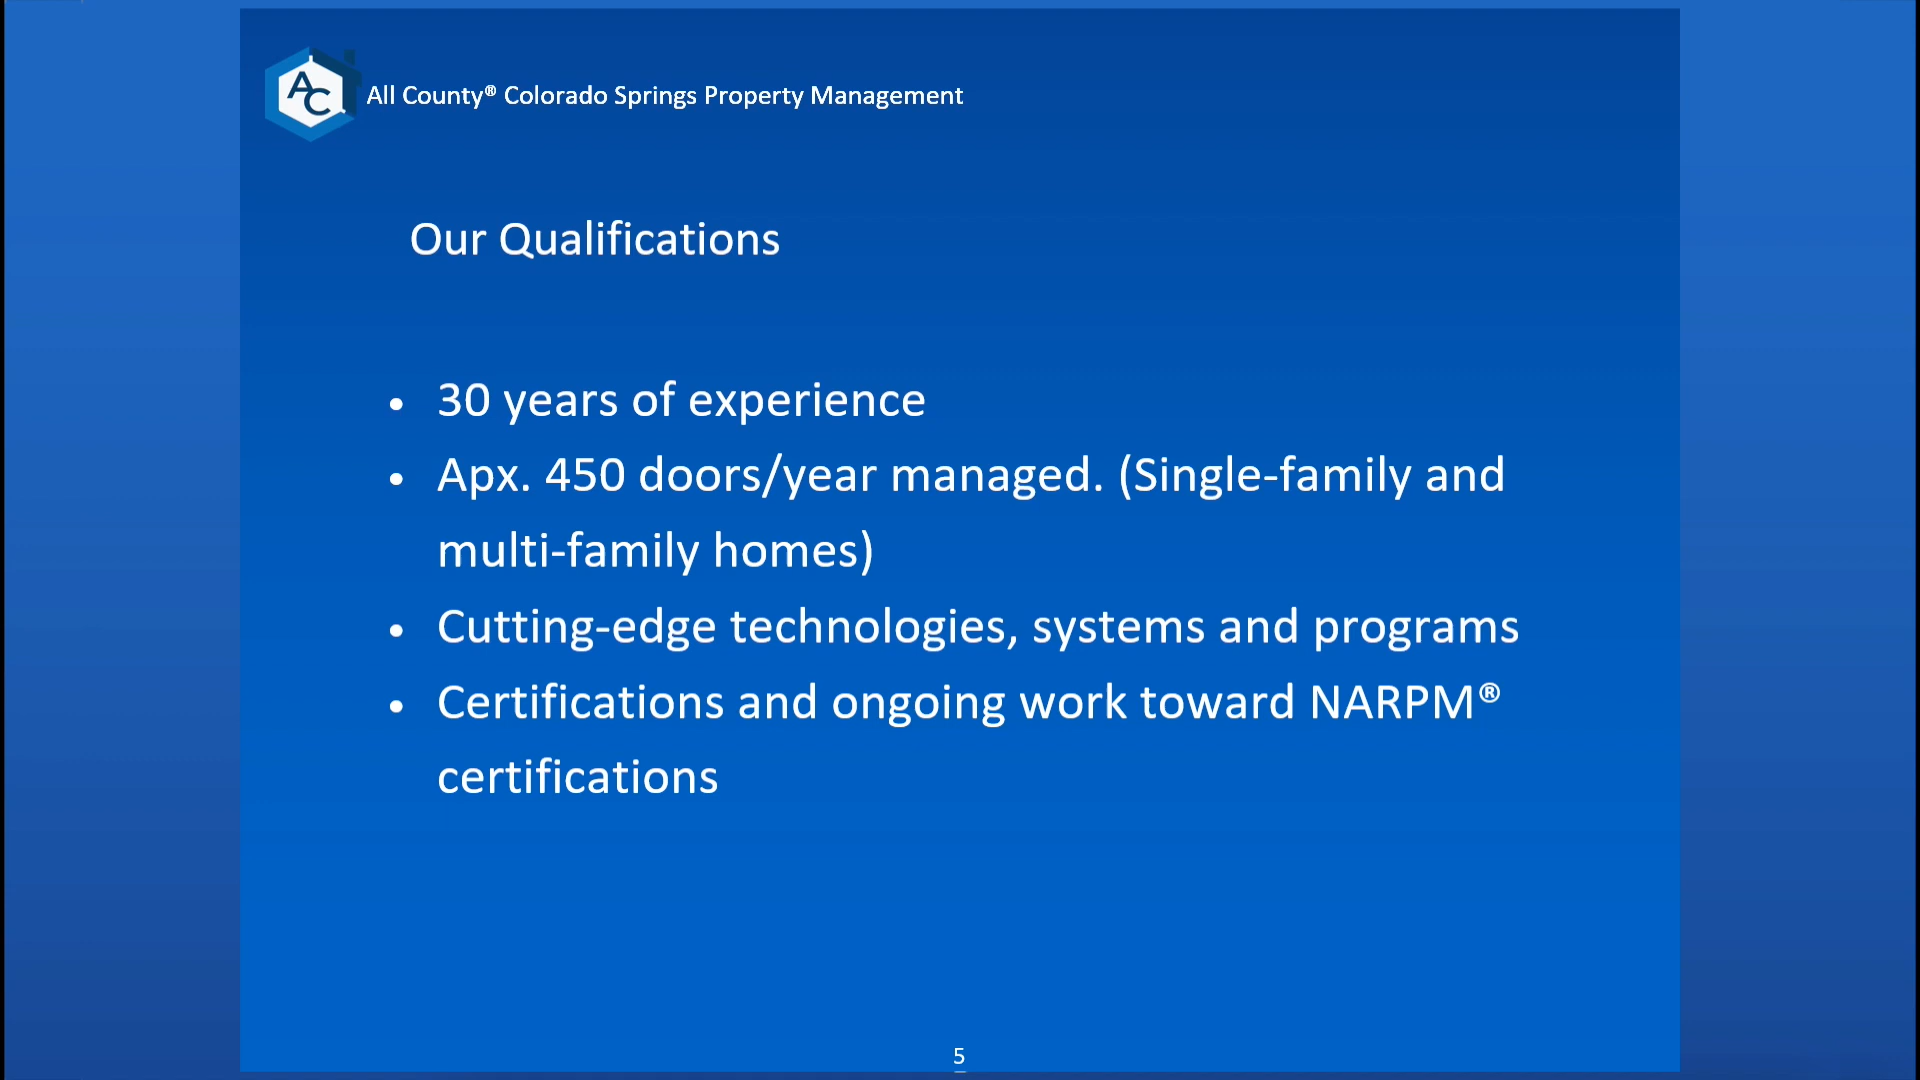 AC
All County® Colorado Springs Property Management
Our Qualifications
• 30 years of experience
• Apx. 450 doors/year managed. (Single-family and
multi-family homes)
• Cutting-edge technologies, systems and programs
• Certifications and ongoing work toward NARPM®
certifications
5